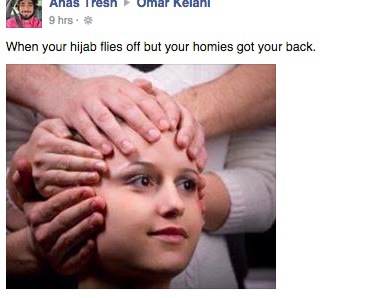 Anas Tresh ▸ Omar Kelani
9 hrs ·
When your hijab flies off but your homies got your back.